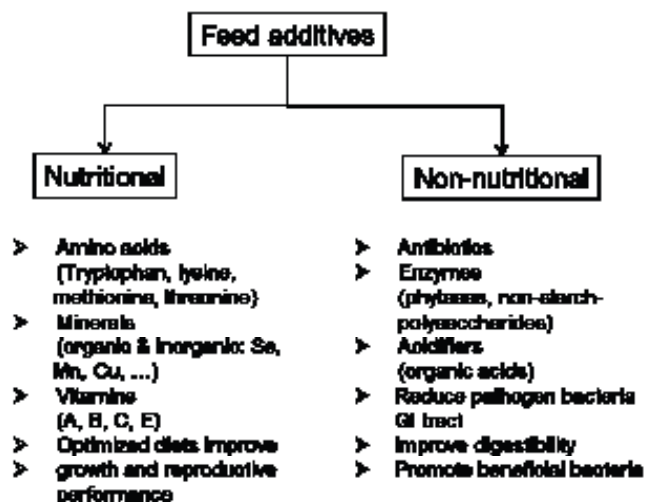 Feed additives
Nutritional
Non-nutritional
➢ Amino acids
(Tryptophan, lysine,
methionine, threonine)
➢ Minerals
(organic & inorganic: Se,
Mn, Cu, ...)
➢ Vitamins
(A, B, C, E)
➢ Optimized diets improve
➢ growth and reproductive
performance
➢ Antibiotics
➢ Enzymes
(phytases, non-starch-
polysaccharides)
➢ Acidifiers
(organic acids)
➢ Reduce pathogen bacteria
GI tract
➢ Improve digestibility
➢ Promote beneficial bacteria